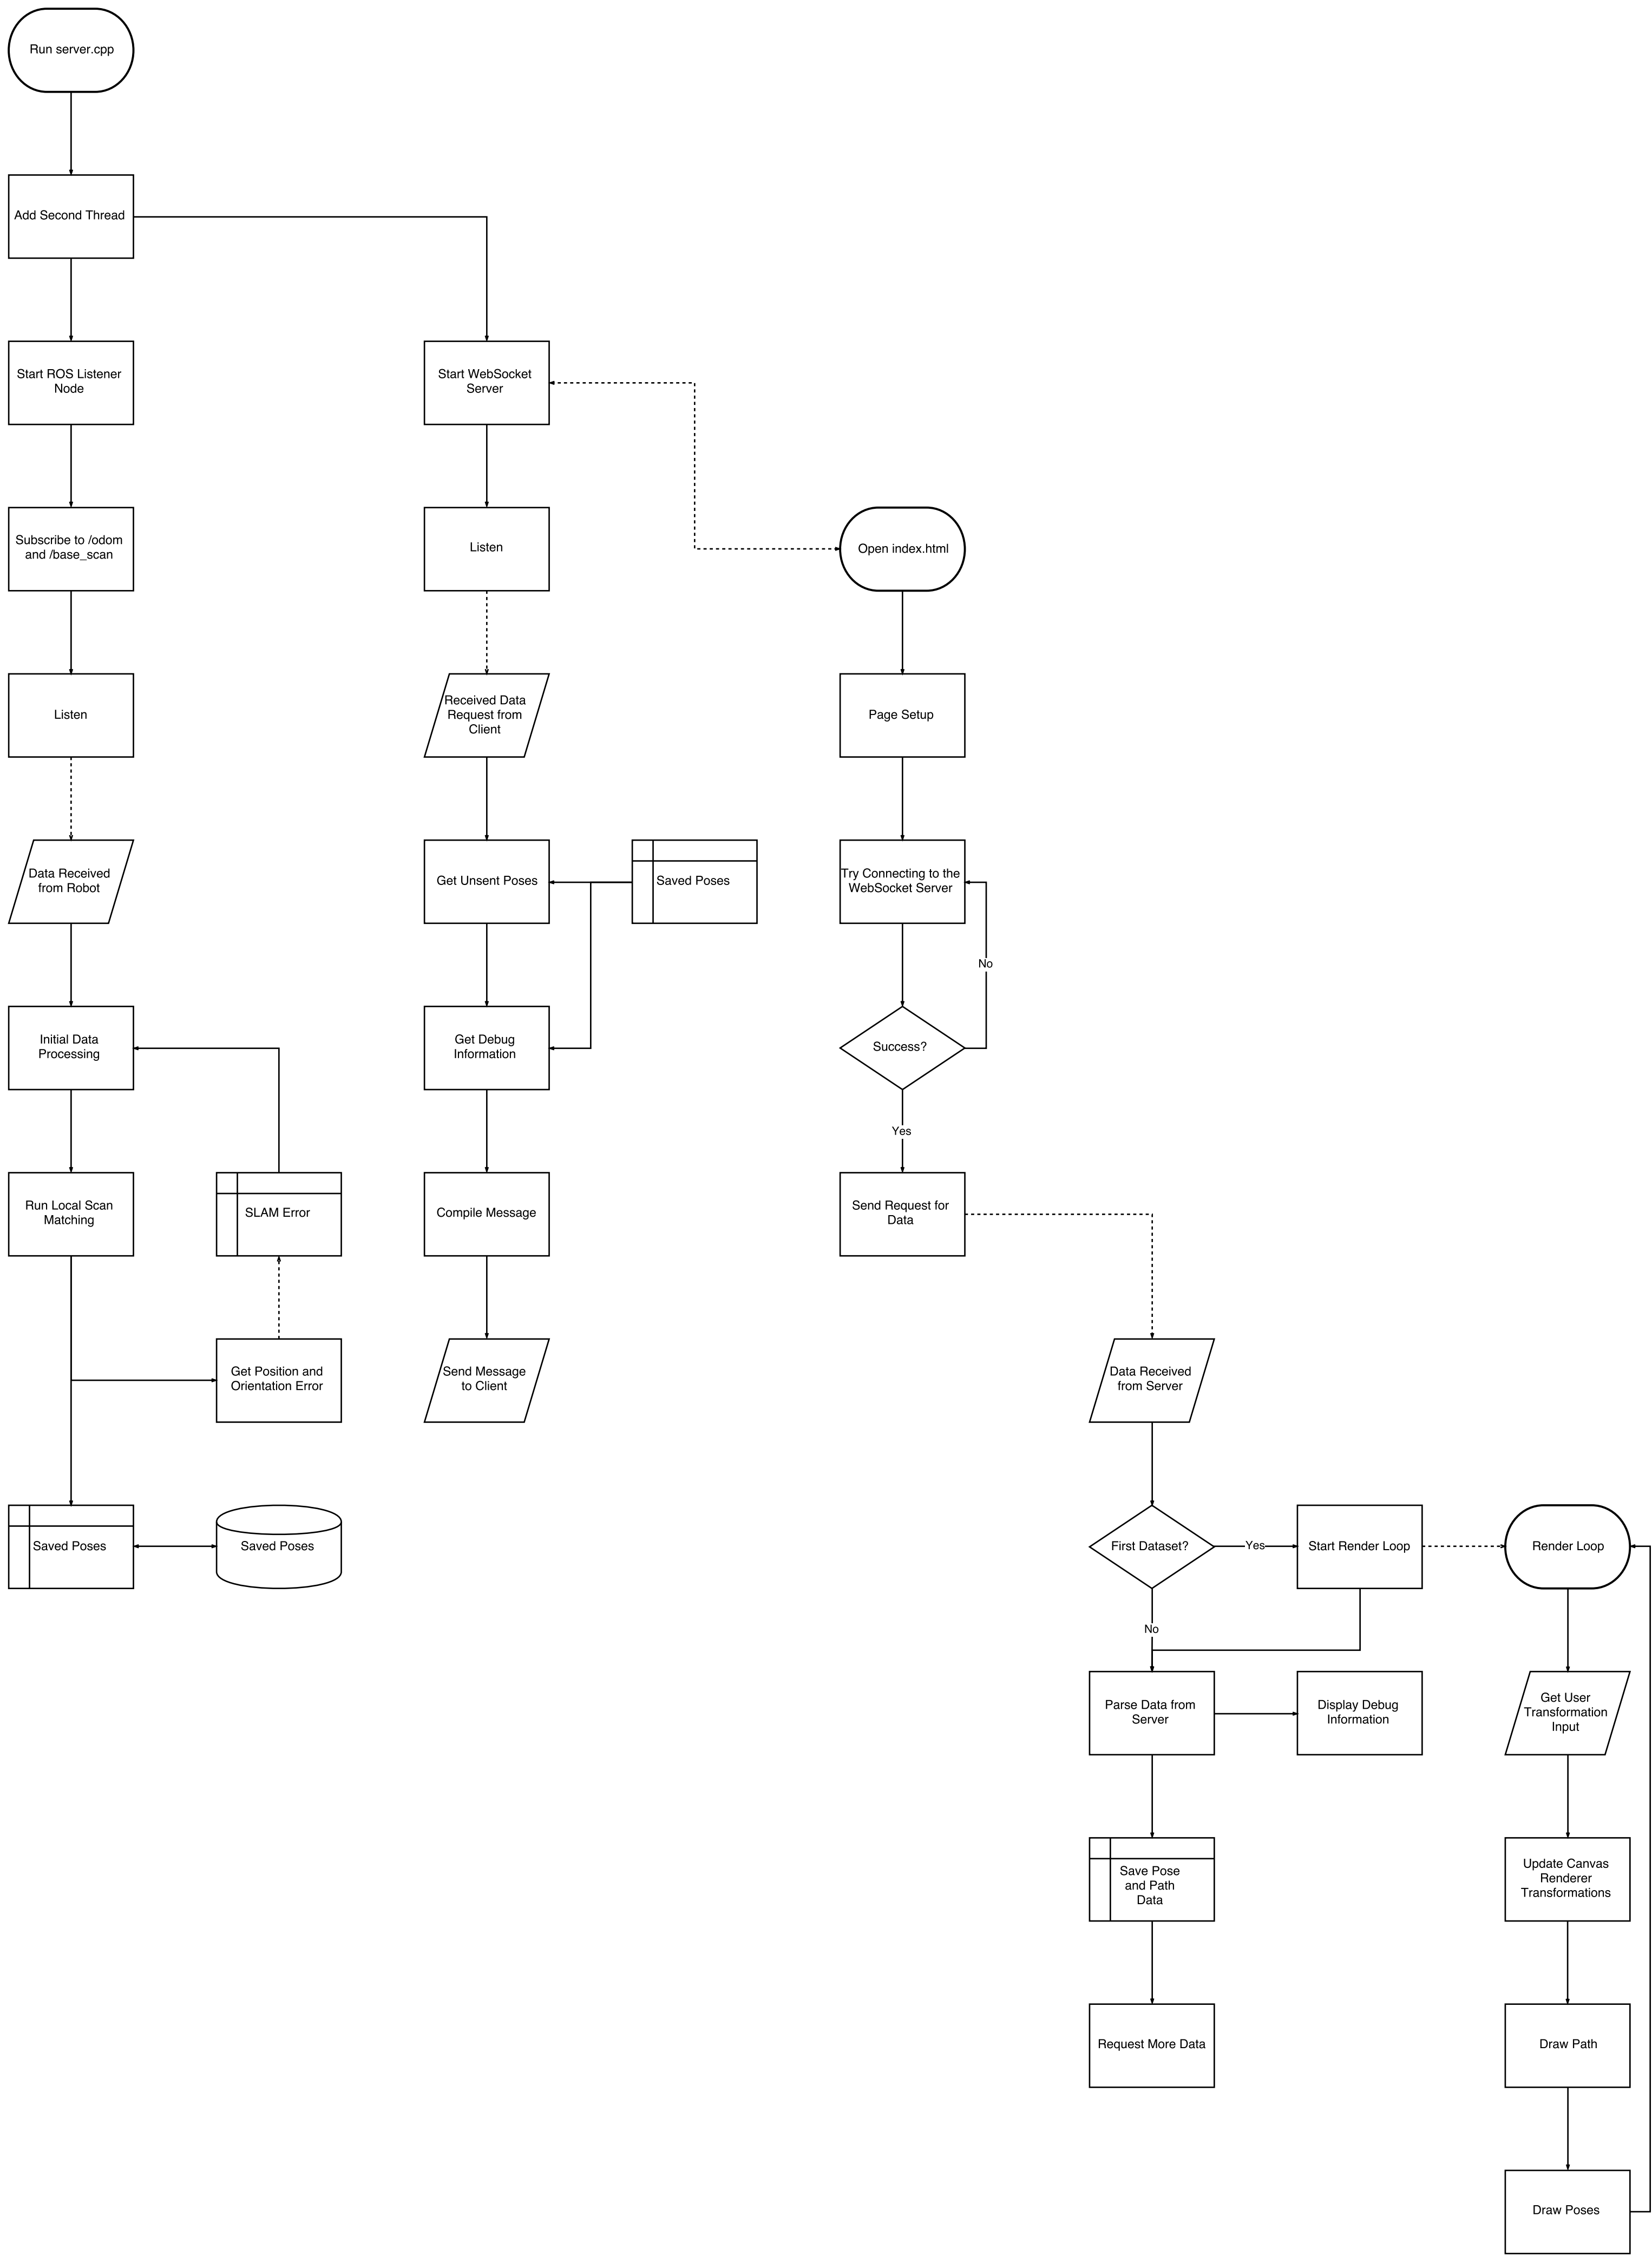 Run server.cpp
Add Second Thread
Start ROS Listener
Node
Subscribe to /odom
and /base_scan
Listen
Data Received
from Robot
Initial Data
Processing
Run Local Scan
Matching
SLAM Error
Get Position and
Orientation Error
Saved Poses
Saved Poses
Start WebSocket
Server
Listen
Received Data
Request from
Client
Get Unsent Poses
Saved Poses
Get Debug
Information
Compile Message
Send Message
to Client
Open index.html
Page Setup
Try Connecting to the
WebSocket Server
No
Success?
Yes
Send Request for
Data
Data Received
from Server
First Dataset?
Yes
Start Render Loop
No
Parse Data from
Server
Display Debug
Information
Save Pose
and Path
Data
Request More Data
Render Loop
Get User
Transformation
Input
Update Canvas
Renderer
Transformations
Draw Path
Draw Poses